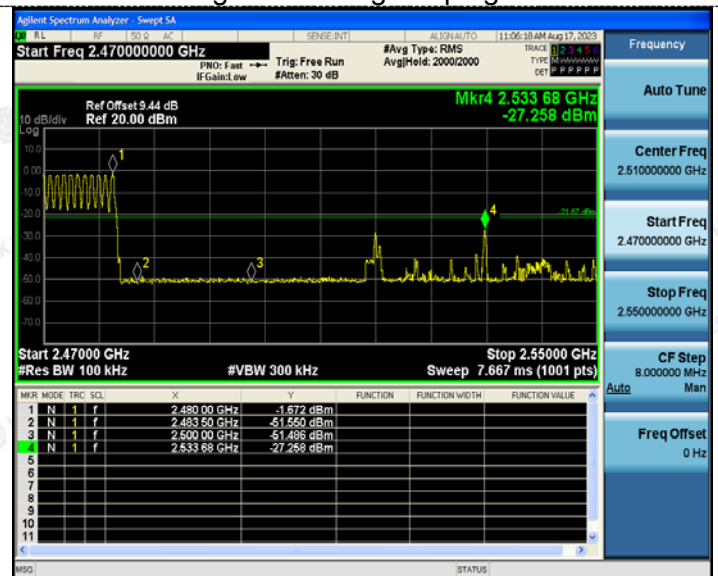 Agilent Spectrum Analyzer - Swept SA
RL RF 50 Ω AC SENSE:INT ALIGN AUTO 11:06:18 AM Aug 17, 2023
Start Freq 2.470000000 GHz
PNO: Fast
IFGain:Low
Trig: Free Run
#Atten: 30 dB
#Avg Type: RMS
Avg|Hold: 2000/2000
TRACE 1 2 3 4 5 6
TYPE M
DET P P P P P P
Mkr4 2.533 68 GHz
-27.258 dBm
Ref Offset 9.44 dB
10 dB/div Ref 20.00 dBm
Log
10.0
0.00
-10.0
-20.0
-30.0
-40.0
-50.0
-60.0
-70.0
1
2
3
4
-21.67 dBm
Start 2.47000 GHz Stop 2.55000 GHz
#Res BW 100 kHz #VBW 300 kHz Sweep 7.667 ms (1001 pts)
MKR MODE TRC SCL X Y FUNCTION FUNCTION WIDTH FUNCTION VALUE
1 N 1 f 2.480 00 GHz -1.672 dBm
2 N 1 f 2.483 50 GHz -51.550 dBm
3 N 1 f 2.500 00 GHz -51.486 dBm
4 N 1 f 2.533 68 GHz -27.258 dBm
5
6
7
8
9
10
11
MSG STATUS
Frequency
Auto Tune
Center Freq
2.510000000 GHz
Start Freq
2.470000000 GHz
Stop Freq
2.550000000 GHz
CF Step
8.000000 MHz
Auto Man
Freq Offset
0 Hz